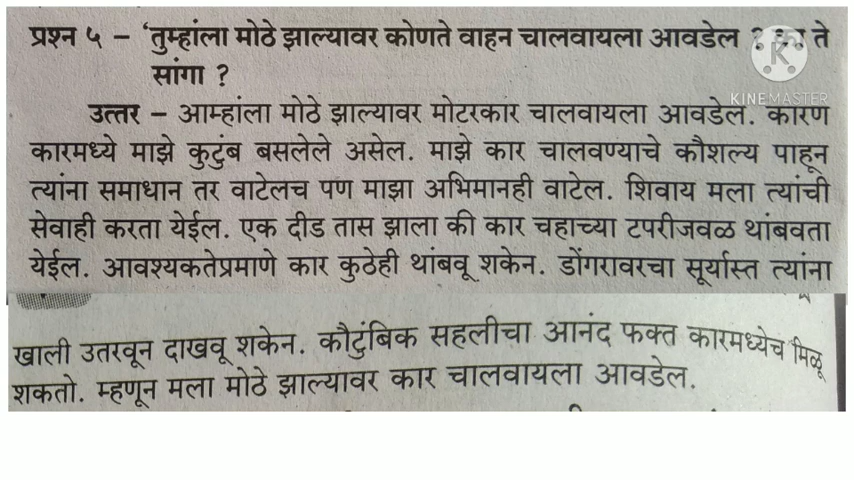 प्रश्न ५ – 'तुम्हांला मोठे झाल्यावर कोणते वाहन चालवायला आवडेल ? ते
सांगा ?
KINEMASTER
उत्तर – आम्हांला मोठे झाल्यावर मोटरकार चालवायला आवडेल. कारण
कारमध्ये माझे कुटुंब बसलेले असेल. माझे कार चालवण्याचे कौशल्य पाहून
त्यांना समाधान तर वाटेलच पण माझा अभिमानही वाटेल. शिवाय मला त्यांची
सेवाही करता येईल. एक दीड तास झाला की कार चहाच्या टपरीजवळ थांबवता
येईल. आवश्यकतेप्रमाणे कार कुठेही थांबवू शकेन. डोंगरावरचा सूर्यास्त त्यांना
खाली उतरवून दाखवू शकेन. कौटुंबिक सहलीचा आनंद फक्त कारमध्येच मिळू
शकतो. म्हणून मला मोठे झाल्यावर कार चालवायला आवडेल.